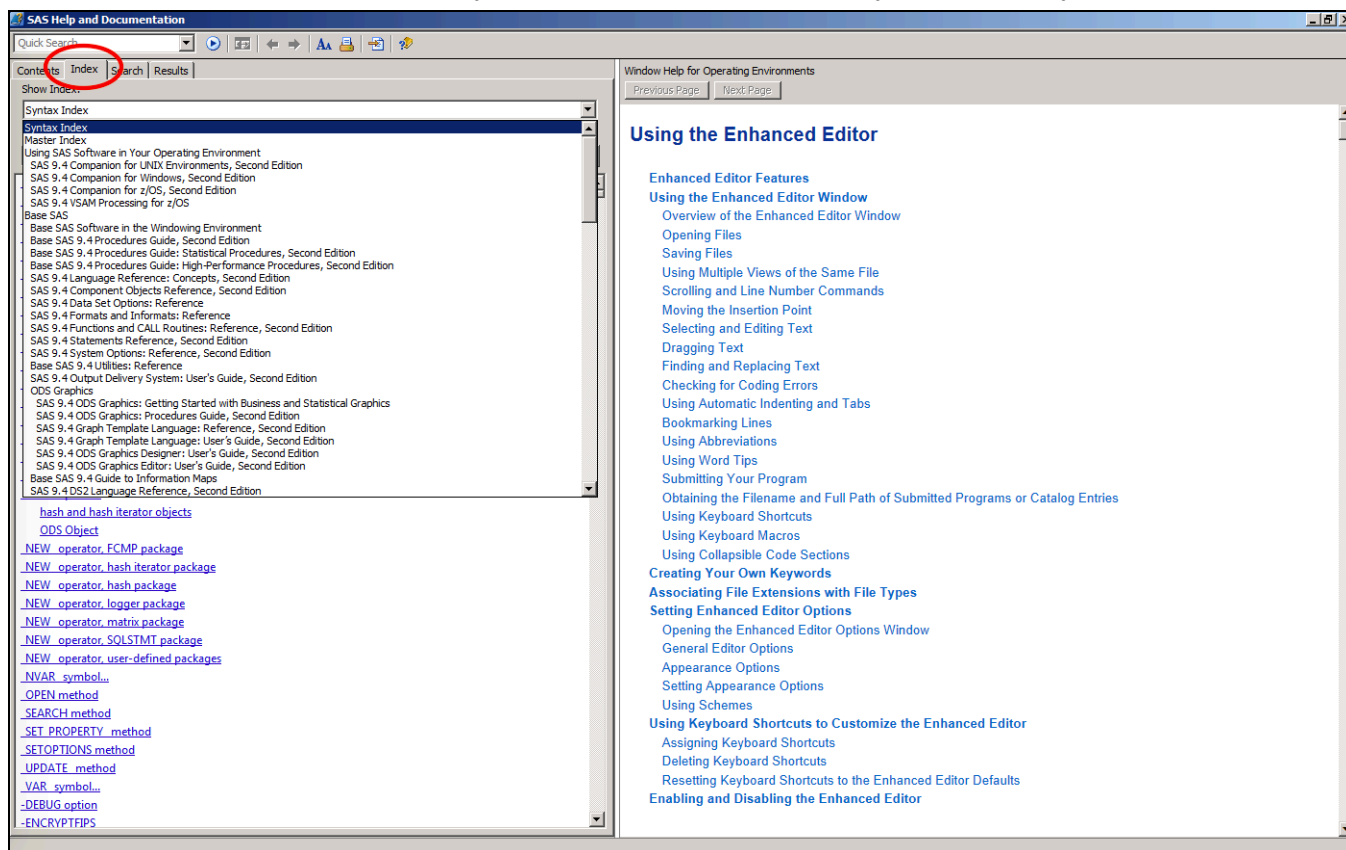 SAS Help and Documentation
Quick Search
Contents Index Search Results
Show Index:
Syntax Index
Syntax Index
Master Index
Using SAS Software in Your Operating Environment
SAS 9.4 Companion for UNIX Environments, Second Edition
SAS 9.4 Companion for Windows, Second Edition
SAS 9.4 Companion for z/OS, Second Edition
SAS 9.4 VSAM Processing for z/OS
Base SAS
Base SAS Software in the Windowing Environment
Base SAS 9.4 Procedures Guide, Second Edition
Base SAS 9.4 Procedures Guide: Statistical Procedures, Second Edition
Base SAS 9.4 Procedures Guide: High-Performance Procedures, Second Edition
SAS 9.4 Language Reference: Concepts, Second Edition
SAS 9.4 Component Objects Reference, Second Edition
SAS 9.4 Data Set Options: Reference
SAS 9.4 Formats and Informats: Reference
SAS 9.4 Functions and CALL Routines: Reference, Second Edition
SAS 9.4 Statements Reference, Second Edition
SAS 9.4 System Options: Reference, Second Edition
Base SAS 9.4 Utilities: Reference
SAS 9.4 Output Delivery System: User's Guide, Second Edition
ODS Graphics
SAS 9.4 ODS Graphics: Getting Started with Business and Statistical Graphics
SAS 9.4 ODS Graphics: Procedures Guide, Second Edition
SAS 9.4 Graph Template Language: Reference, Second Edition
SAS 9.4 Graph Template Language: User's Guide, Second Edition
SAS 9.4 ODS Graphics Designer: User's Guide, Second Edition
SAS 9.4 ODS Graphics Editor: User's Guide, Second Edition
Base SAS 9.4 Guide to Information Maps
SAS 9.4 DS2 Language Reference, Second Edition
hash and hash iterator objects
ODS Object
_NEW_ operator, FCMP package
_NEW_ operator, hash iterator package
_NEW_ operator, hash package
_NEW_ operator, logger package
_NEW_ operator, matrix package
_NEW_ operator, SQLSTMT package
_NEW_ operator, user-defined packages
_NVAR_ symbol...
_OPEN method
_SEARCH method
_SET_PROPERTY_ method
_SETOPTIONS method
_UPDATE_ method
_VAR_ symbol...
-DEBUG option
-ENCRYPTFIPS
Window Help for Operating Environments
Previous Page Next Page
Using the Enhanced Editor
Enhanced Editor Features
Using the Enhanced Editor Window
Overview of the Enhanced Editor Window
Opening Files
Saving Files
Using Multiple Views of the Same File
Scrolling and Line Number Commands
Moving the Insertion Point
Selecting and Editing Text
Dragging Text
Finding and Replacing Text
Checking for Coding Errors
Using Automatic Indenting and Tabs
Bookmarking Lines
Using Abbreviations
Using Word Tips
Submitting Your Program
Obtaining the Filename and Full Path of Submitted Programs or Catalog Entries
Using Keyboard Shortcuts
Using Keyboard Macros
Using Collapsible Code Sections
Creating Your Own Keywords
Associating File Extensions with File Types
Setting Enhanced Editor Options
Opening the Enhanced Editor Options Window
General Editor Options
Appearance Options
Setting Appearance Options
Using Schemes
Using Keyboard Shortcuts to Customize the Enhanced Editor
Assigning Keyboard Shortcuts
Deleting Keyboard Shortcuts
Resetting Keyboard Shortcuts to the Enhanced Editor Defaults
Enabling and Disabling the Enhanced Editor